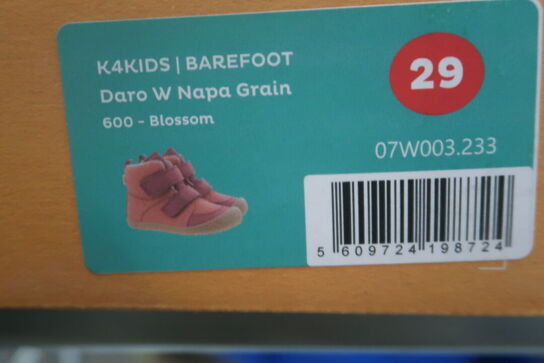 K4KIDS | BAREFOOT
Daro W Napa Grain
600 - Blossom
29
07W003.233
5 609724 198724